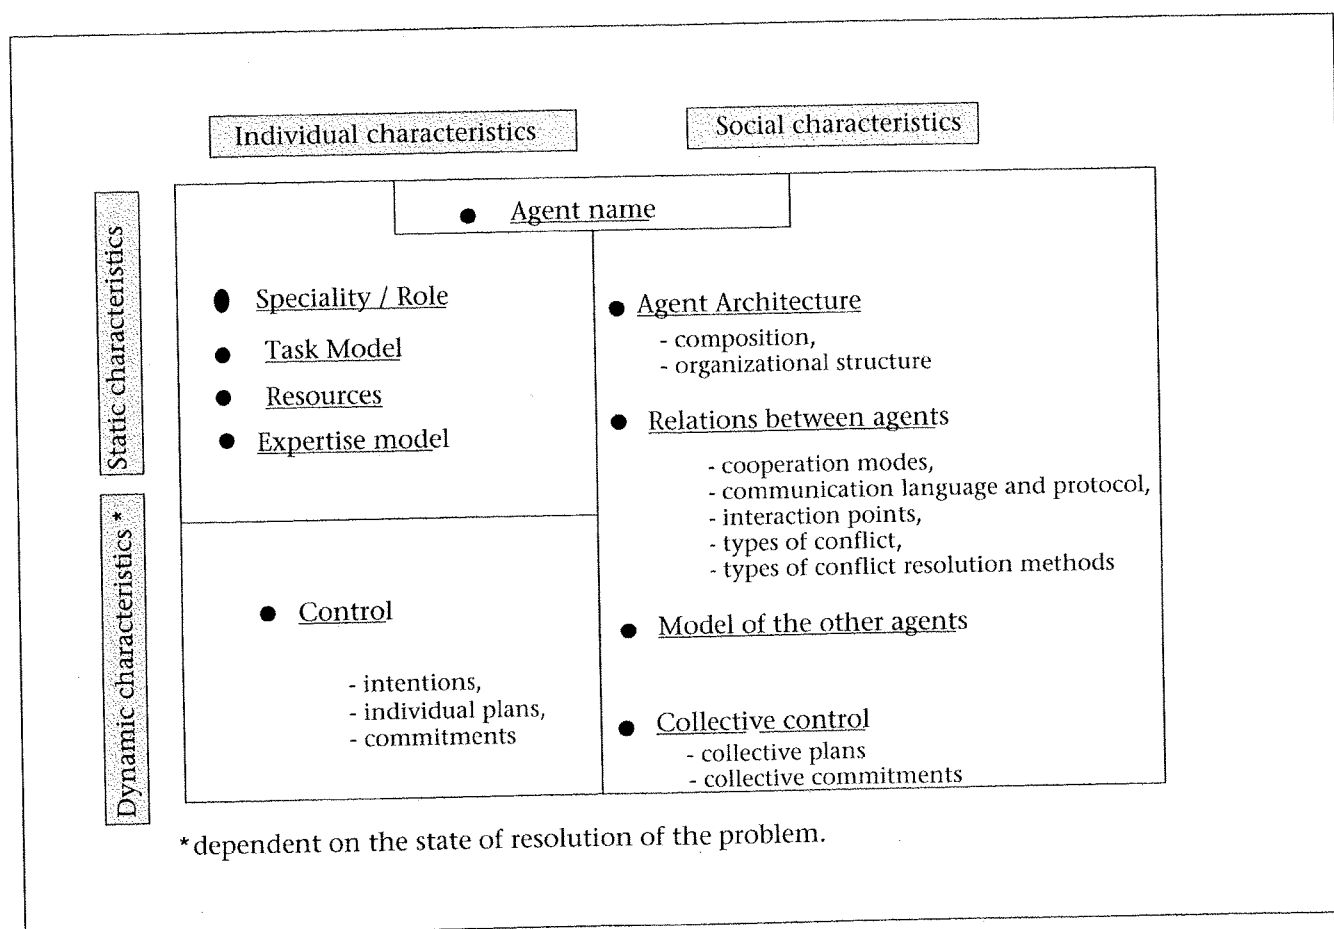 Individual characteristics
Social characteristics
Static characteristics
Dynamic characteristics *
● Agent name
● Speciality / Role
● Task Model
● Resources
● Expertise model
● Control
- intentions,
- individual plans,
- commitments
● Agent Architecture
- composition,
- organizational structure
● Relations between agents
- cooperation modes,
- communication language and protocol,
- interaction points,
- types of conflict,
- types of conflict resolution methods
● Model of the other agents
● Collective control
- collective plans
- collective commitments
*dependent on the state of resolution of the problem.